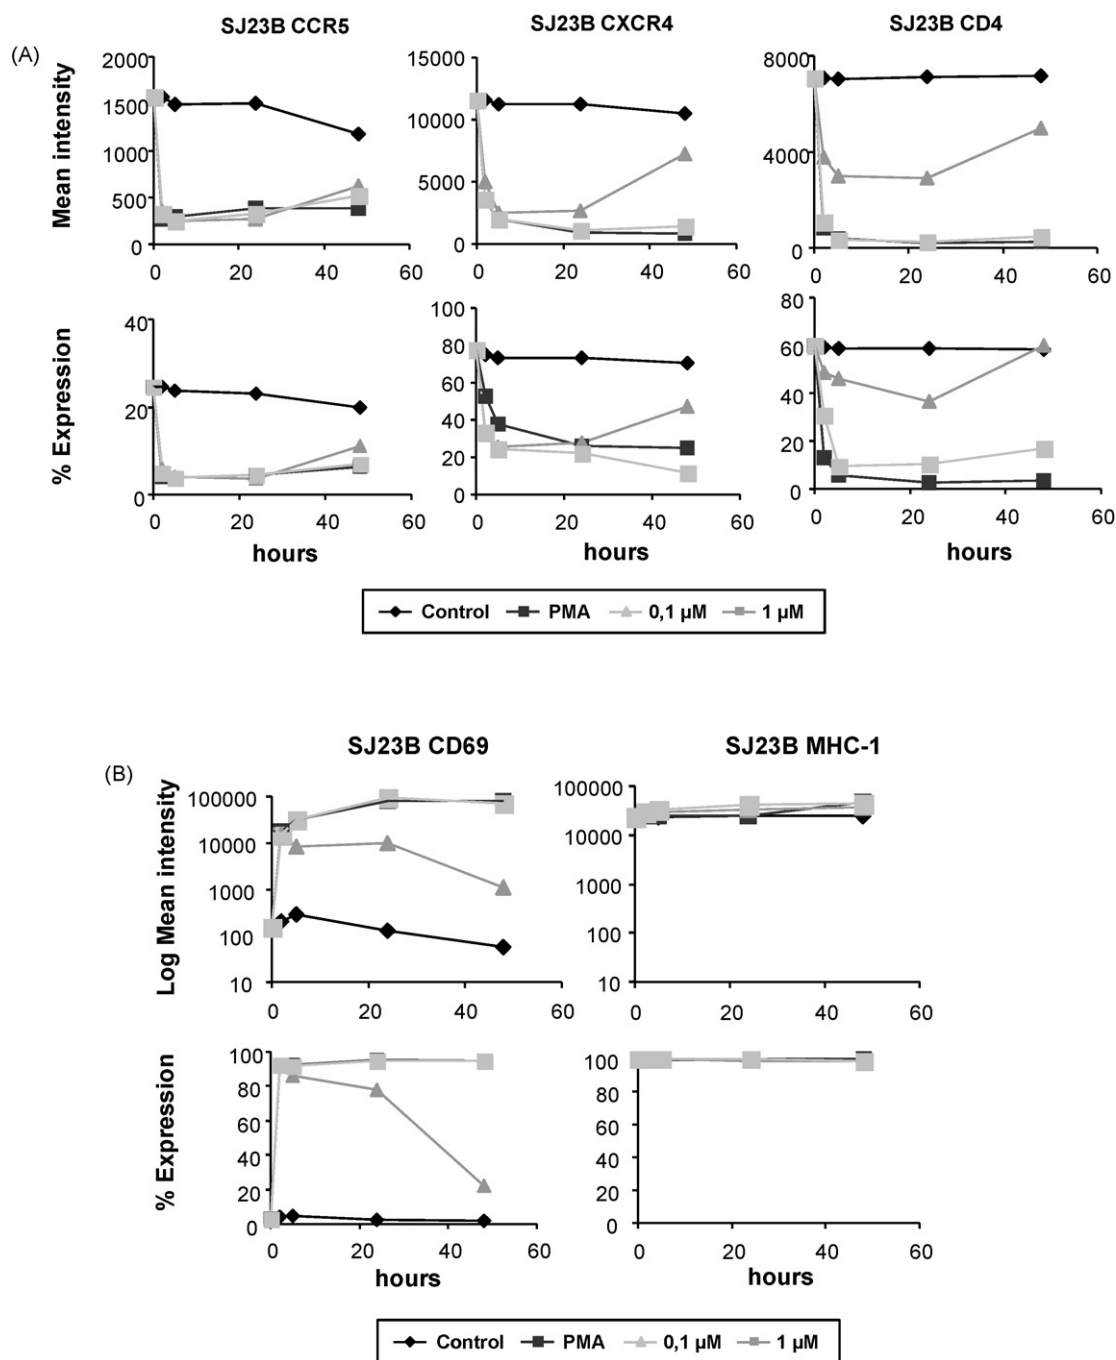 (A)
SJ23B CCR5
SJ23B CXCR4
SJ23B CD4
Mean intensity
2000
1500
1000
500
0
0 20 40 60
15000
10000
5000
0
0 20 40 60
8000
4000
0
0 20 40 60
% Expression
40
20
0
0 20 40 60
hours
100
80
60
40
20
0
0 20 40 60
hours
80
60
40
20
0
0 20 40 60
hours
Control PMA 0,1 µM 1 µM
(B)
SJ23B CD69
SJ23B MHC-1
Log Mean intensity
100000
10000
1000
100
10
0 20 40 60
100000
10000
1000
100
10
0 20 40 60
% Expression
100
80
60
40
20
0
0 20 40 60
hours
100
80
60
40
20
0
0 20 40 60
hours
Control PMA 0,1 µM 1 µM